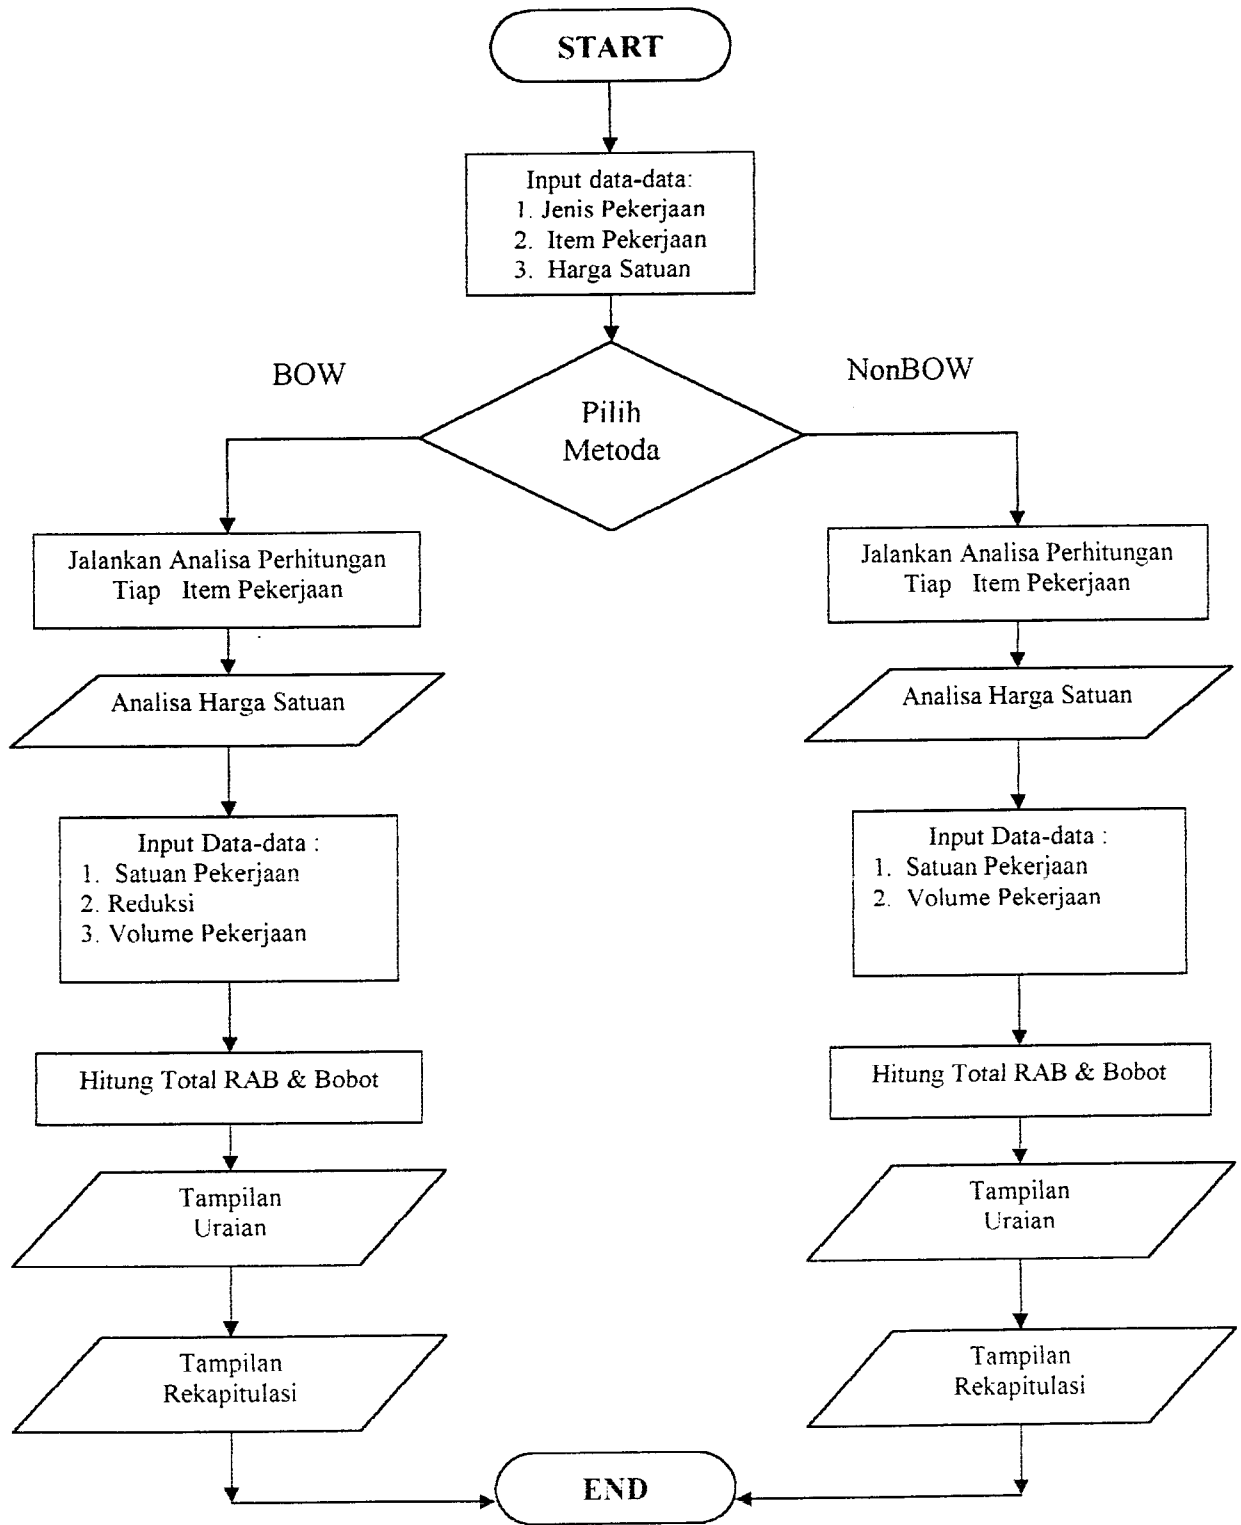 START
Input data-data:
1. Jenis Pekerjaan
2. Item Pekerjaan
3. Harga Satuan
BOW
NonBOW
Pilih
Metoda
Jalankan Analisa Perhitungan
Tiap Item Pekerjaan
Analisa Harga Satuan
Input Data-data :
1. Satuan Pekerjaan
2. Reduksi
3. Volume Pekerjaan
Hitung Total RAB & Bobot
Tampilan
Uraian
Tampilan
Rekapitulasi
Jalankan Analisa Perhitungan
Tiap Item Pekerjaan
Analisa Harga Satuan
Input Data-data :
1. Satuan Pekerjaan
2. Volume Pekerjaan
Hitung Total RAB & Bobot
Tampilan
Uraian
Tampilan
Rekapitulasi
END